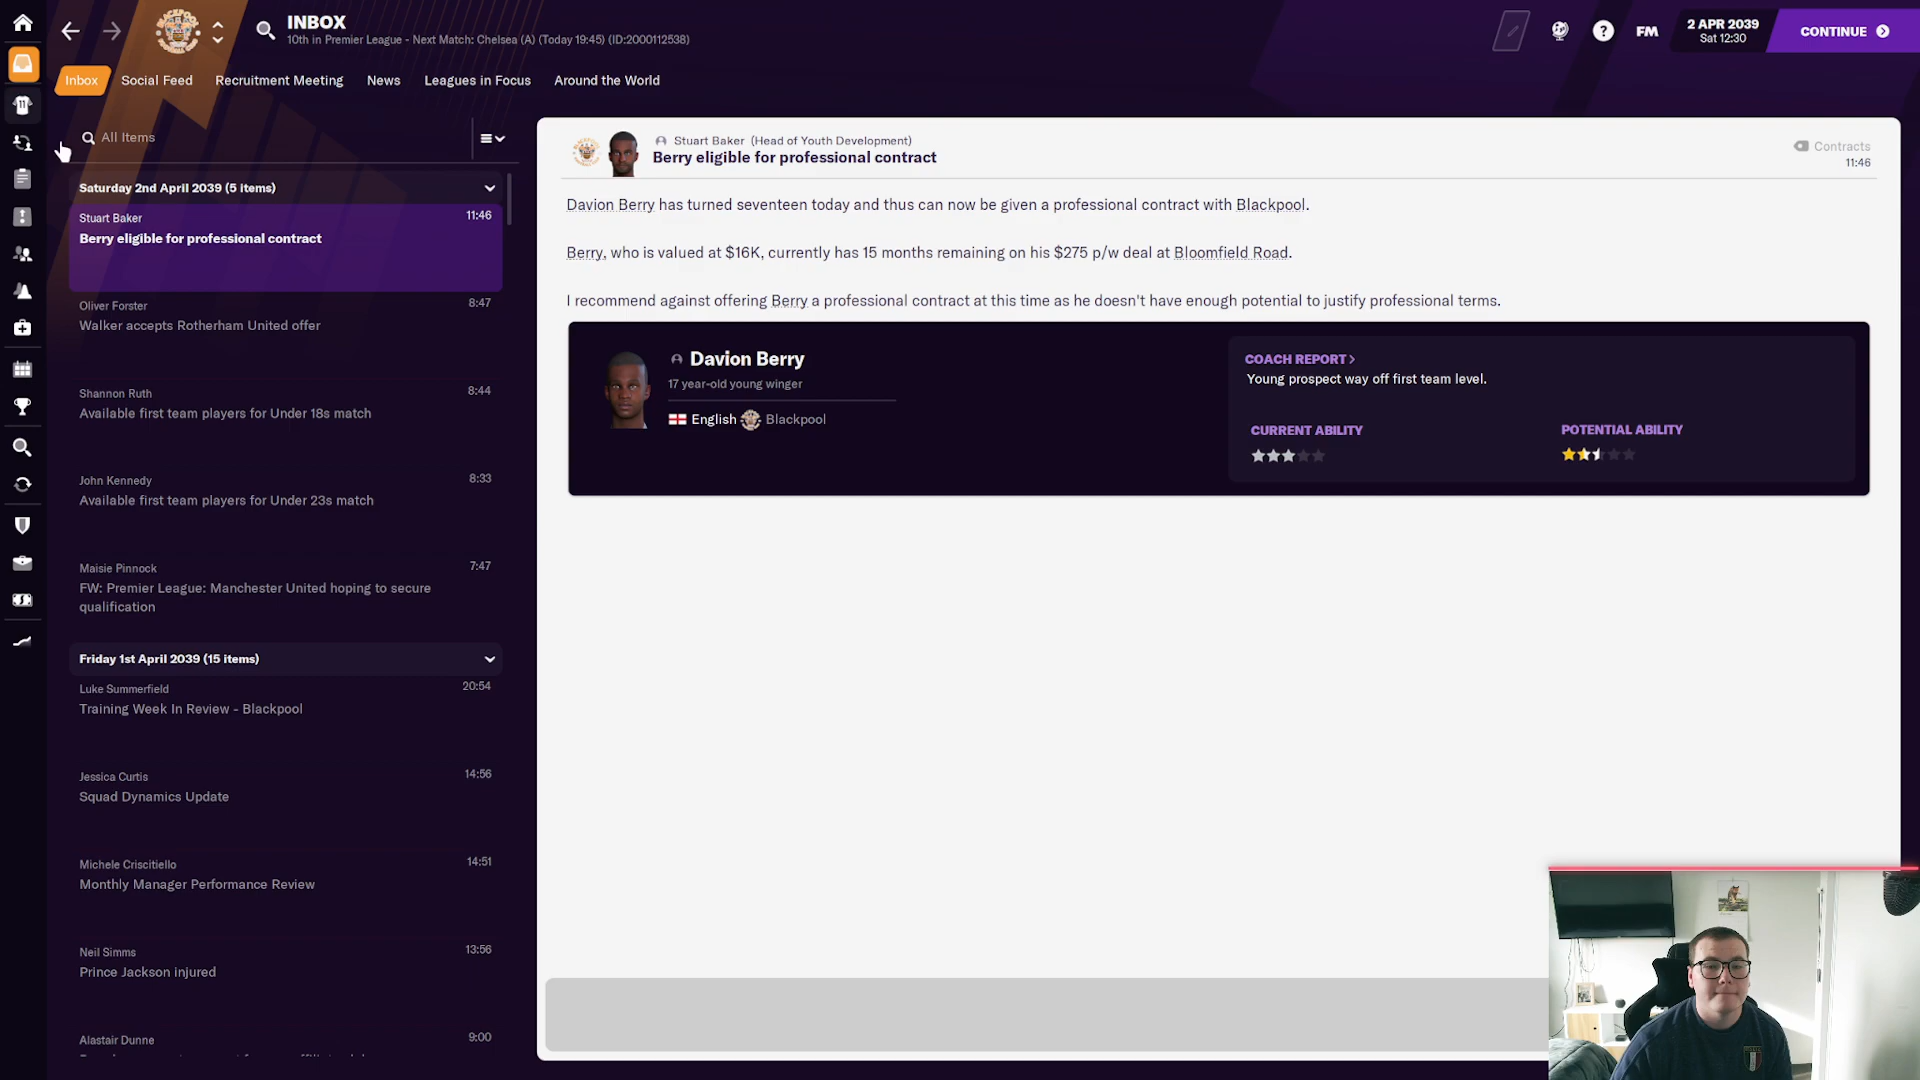 INBOX
10th in Premier League - Next Match: Chelsea (A) (Today 19:45) (ID:2000112538)
FM
2 APR 2039
Sat 12:30
CONTINUE
Inbox
Social Feed
Recruitment Meeting
News
Leagues in Focus
Around the World
All Items
Saturday 2nd April 2039 (5 items)
Stuart Baker 11:46
Berry eligible for professional contract
Oliver Forster 8:47
Walker accepts Rotherham United offer
Shannon Ruth 8:44
Available first team players for Under 18s match
John Kennedy 8:33
Available first team players for Under 23s match
Maisie Pinnock 7:47
FW: Premier League: Manchester United hoping to secure
qualification
Friday 1st April 2039 (15 items)
Luke Summerfield 20:54
Training Week In Review - Blackpool
Jessica Curtis 14:56
Squad Dynamics Update
Michele Criscitiello 14:51
Monthly Manager Performance Review
Neil Simms 13:56
Prince Jackson injured
Alastair Dunne 9:00
Stuart Baker (Head of Youth Development)
Berry eligible for professional contract
Contracts
11:46
Davion Berry has turned seventeen today and thus can now be given a professional contract with Blackpool.
Berry, who is valued at $16K, currently has 15 months remaining on his $275 p/w deal at Bloomfield Road.
I recommend against offering Berry a professional contract at this time as he doesn't have enough potential to justify professional terms.
Davion Berry
17 year-old young winger
English
Blackpool
COACH REPORT >
Young prospect way off first team level.
CURRENT ABILITY
POTENTIAL ABILITY